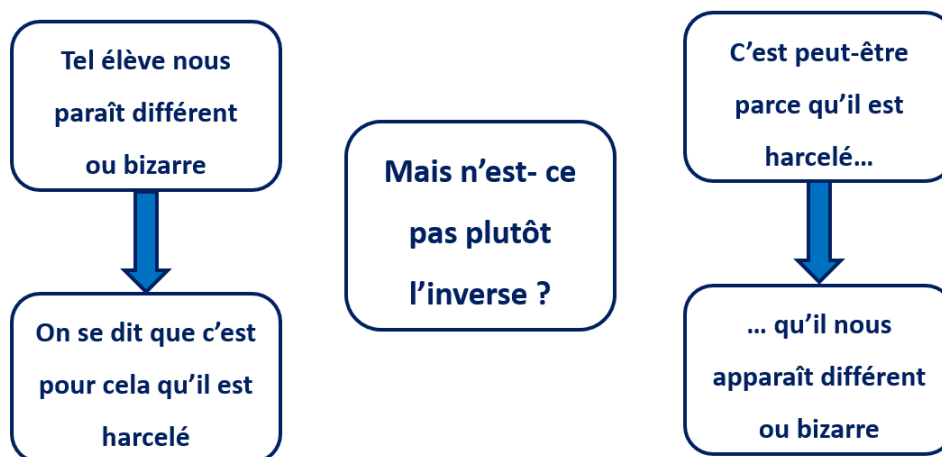 Tel élève nous
paraît différent
ou bizarre
On se dit que c’est
pour cela qu’il est
harcelé
Mais n’est- ce
pas plutôt
l’inverse ?
C’est peut-être
parce qu’il est
harcelé…
… qu’il nous
apparaît différent
ou bizarre